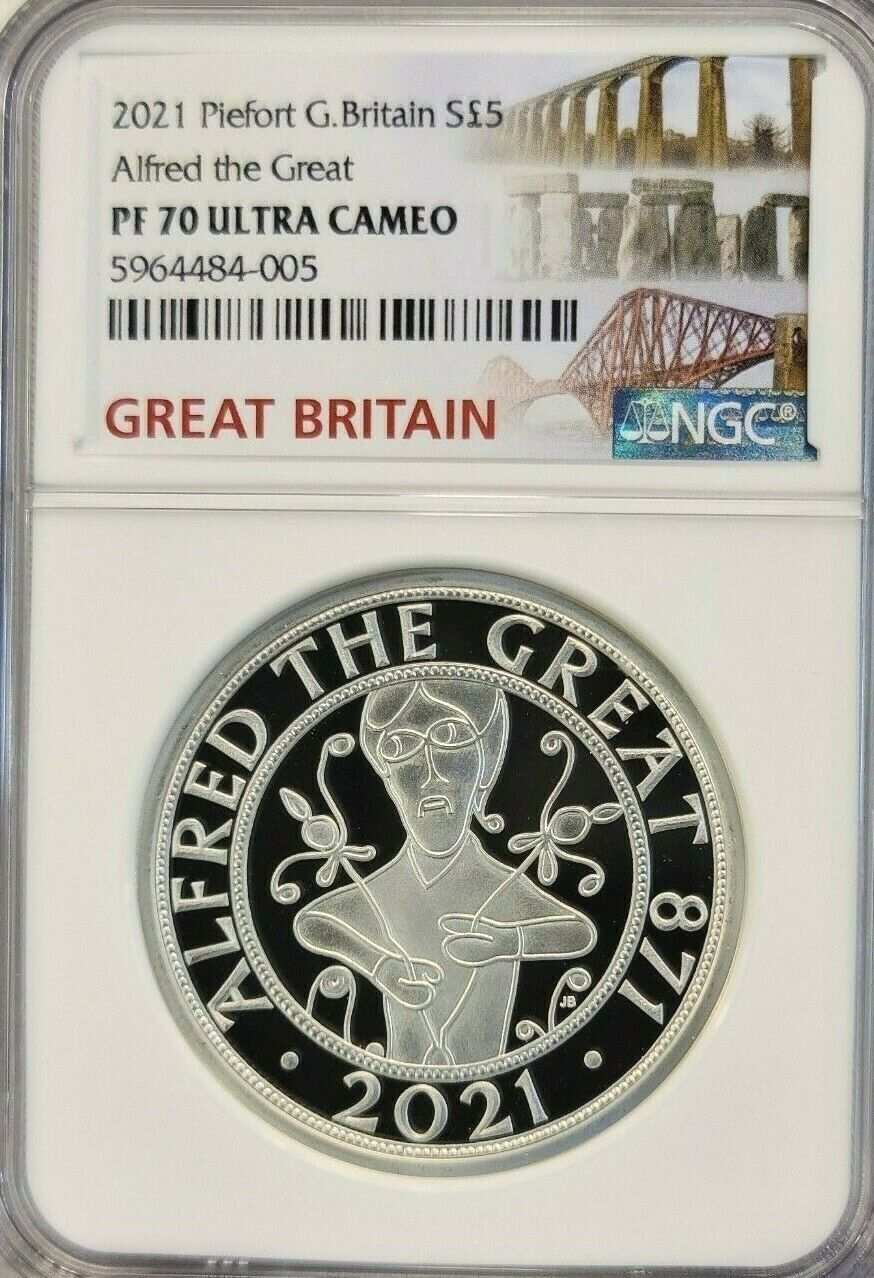 2021 Piefort G.Britain S£5
Alfred the Great
PF 70 ULTRA CAMEO
5964484-005
GREAT BRITAIN
NGC®
ALFRED THE GREAT 871
· 2021 ·
JB